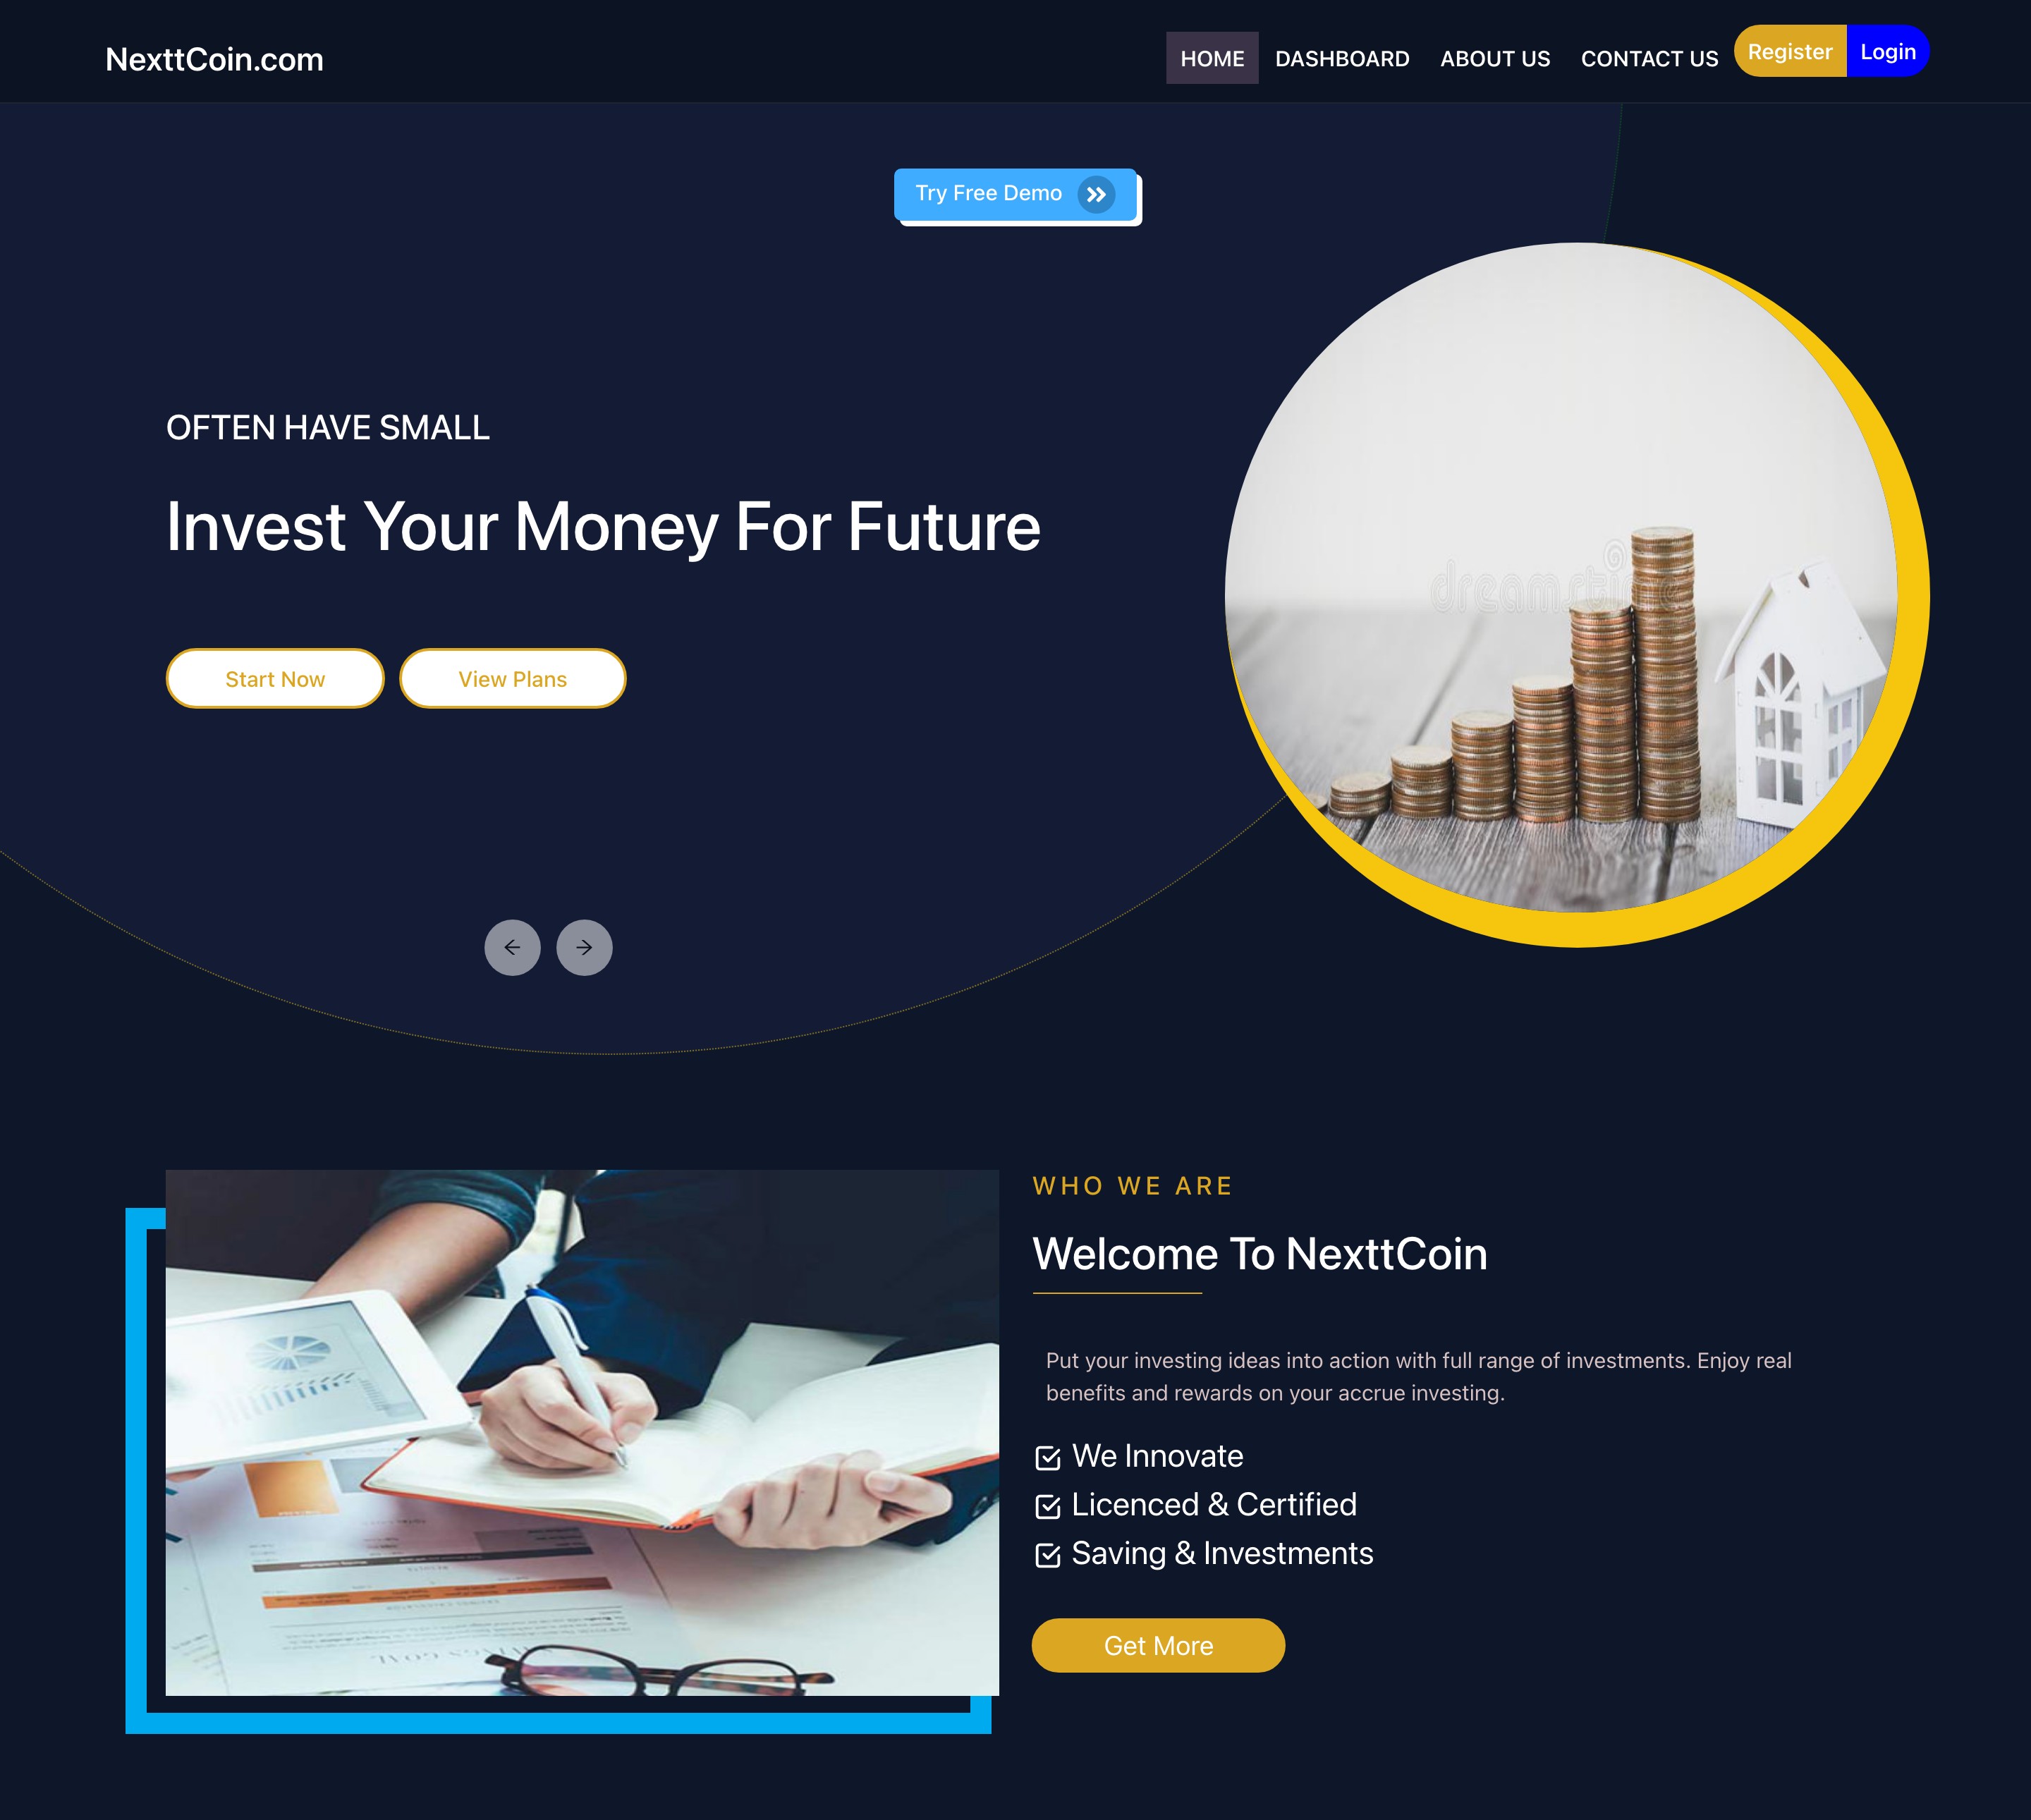 NexttCoin.com
HOME DASHBOARD ABOUT US CONTACT US Register Login
Try Free Demo
OFTEN HAVE SMALL
Invest Your Money For Future
Start Now View Plans
WHO WE ARE
Welcome To NexttCoin
Put your investing ideas into action with full range of investments. Enjoy real
benefits and rewards on your accrue investing.
We Innovate
Licenced & Certified
Saving & Investments
Get More